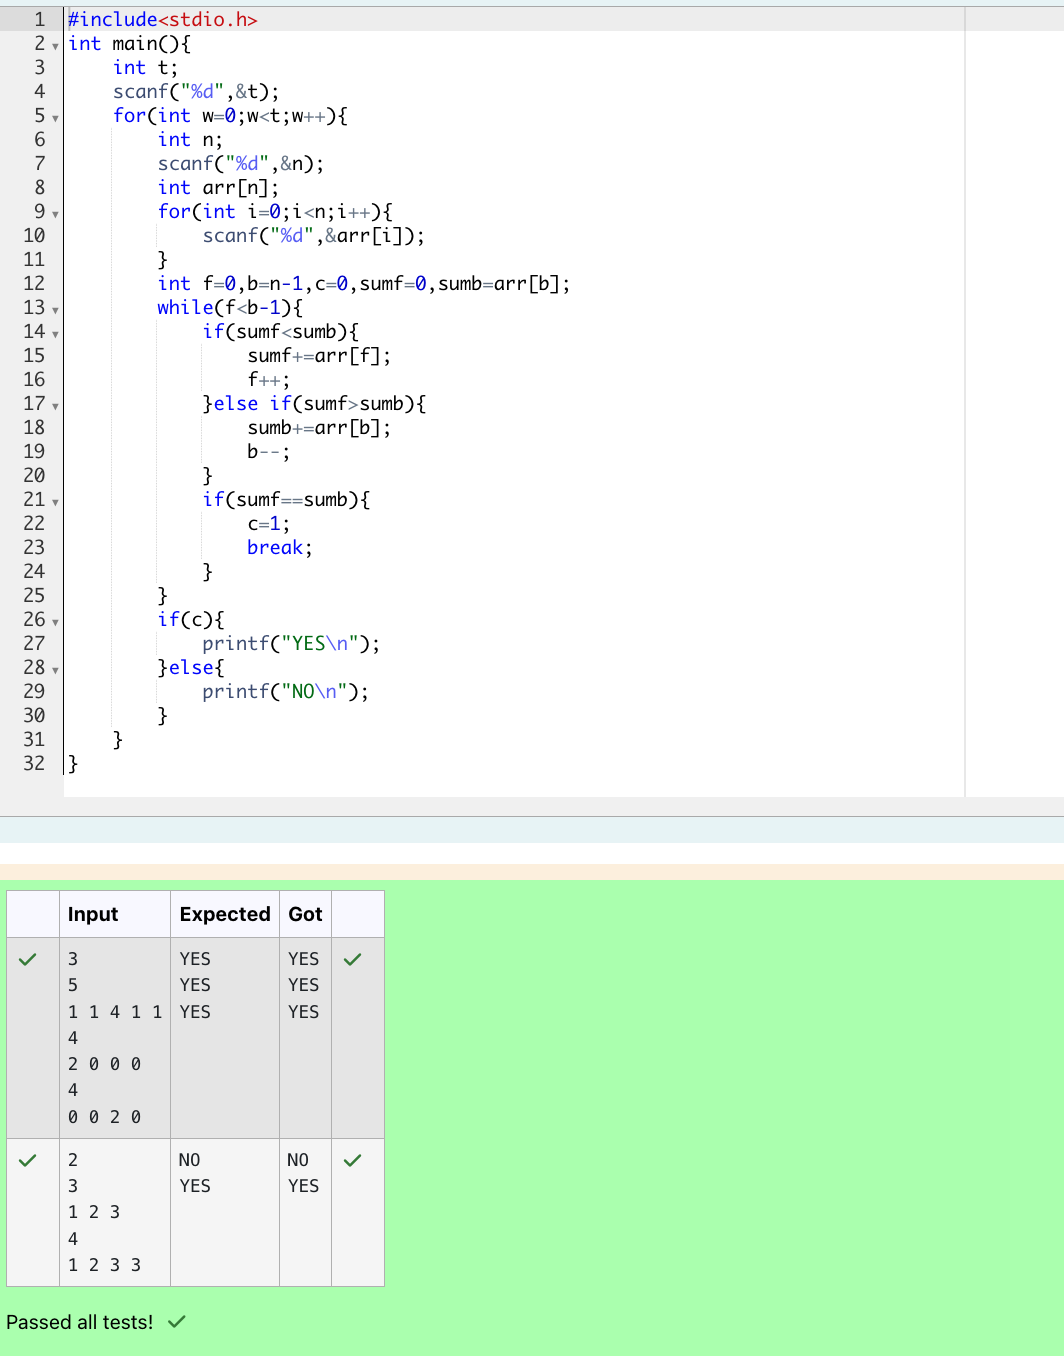 1 #include<stdio.h>
2 int main(){
3     int t;
4     scanf("%d",&t);
5     for(int w=0;w<t;w++){
6         int n;
7         scanf("%d",&n);
8         int arr[n];
9         for(int i=0;i<n;i++){
10             scanf("%d",&arr[i]);
11         }
12         int f=0,b=n-1,c=0,sumf=0,sumb=arr[b];
13         while(f<b-1){
14             if(sumf<sumb){
15                 sumf+=arr[f];
16                 f++;
17             }else if(sumf>sumb){
18                 sumb+=arr[b];
19                 b--;
20             }
21             if(sumf==sumb){
22                 c=1;
23                 break;
24             }
25         }
26         if(c){
27             printf("YES\n");
28         }else{
29             printf("NO\n");
30         }
31     }
32 }
Input Expected Got
3 YES YES
5 YES YES
1 1 4 1 1 YES YES
4
2 0 0 0
4
0 0 2 0
2 NO NO
3 YES YES
1 2 3
4
1 2 3 3
Passed all tests!